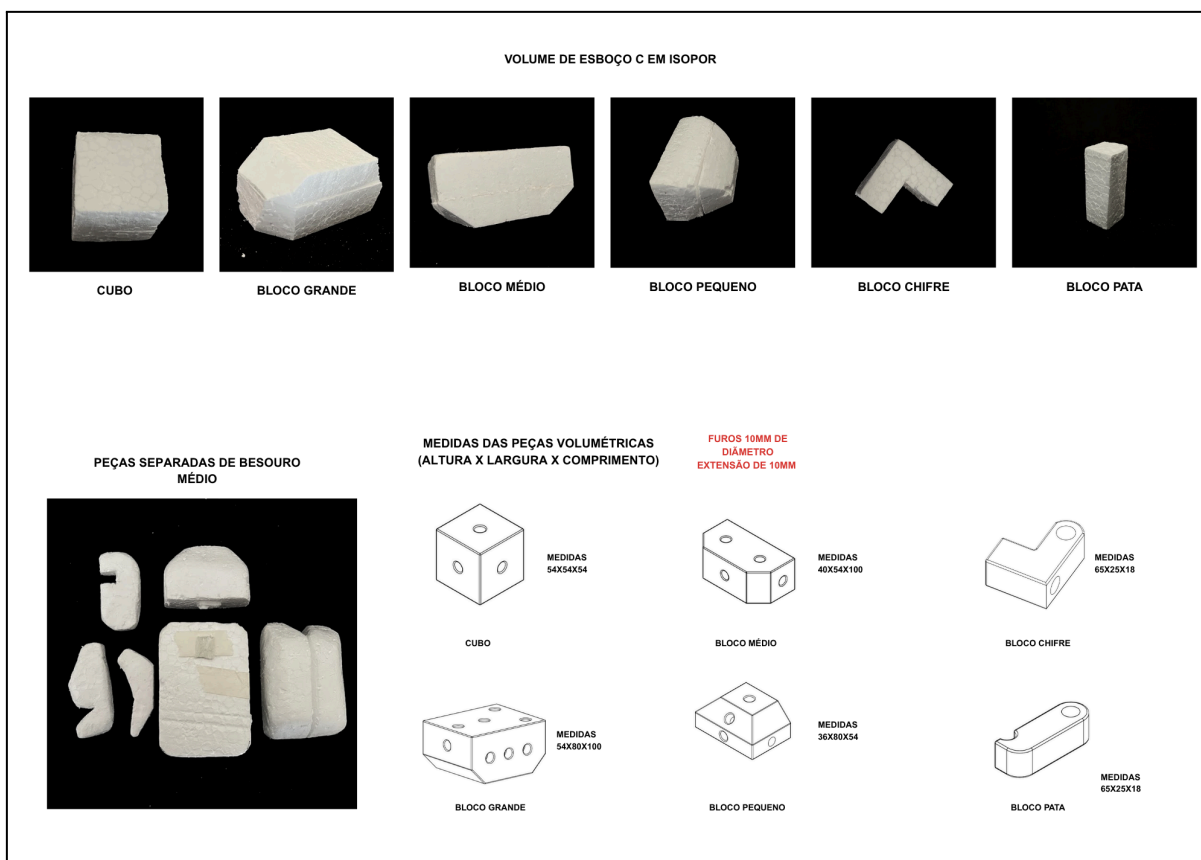 VOLUME DE ESBOÇO C EM ISOPOR
CUBO
BLOCO GRANDE
BLOCO MÉDIO
BLOCO PEQUENO
BLOCO CHIFRE
BLOCO PATA
PEÇAS SEPARADAS DE BESOURO
MÉDIO
MEDIDAS DAS PEÇAS VOLUMÉTRICAS
(ALTURA X LARGURA X COMPRIMENTO)
FUROS 10MM DE
DIÂMETRO
EXTENSÃO DE 10MM
MEDIDAS
54X54X54
CUBO
MEDIDAS
40X54X100
BLOCO MÉDIO
MEDIDAS
65X25X18
BLOCO CHIFRE
MEDIDAS
54X80X100
BLOCO GRANDE
MEDIDAS
36X80X54
BLOCO PEQUENO
MEDIDAS
65X25X18
BLOCO PATA